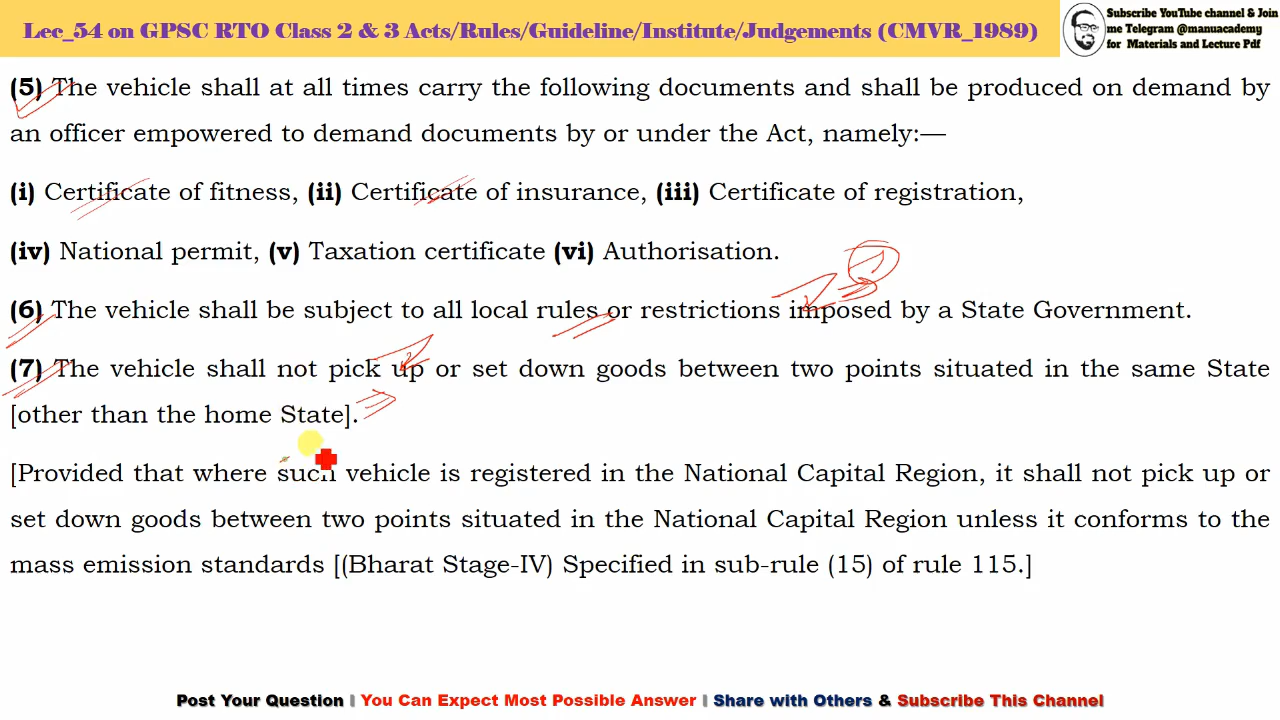 Lec_54 on GPSC RTO Class 2 & 3 Acts/Rules/Guideline/Institute/Judgements (CMVR_1989)
Subscribe YouTube channel & Join
me Telegram @manuacademy
for Materials and Lecture Pdf
(5) The vehicle shall at all times carry the following documents and shall be produced on demand by
an officer empowered to demand documents by or under the Act, namely:—
(i) Certificate of fitness, (ii) Certificate of insurance, (iii) Certificate of registration,
(iv) National permit, (v) Taxation certificate (vi) Authorisation.
(6) The vehicle shall be subject to all local rules or restrictions imposed by a State Government.
(7) The vehicle shall not pick up or set down goods between two points situated in the same State
[other than the home State].
[Provided that where such vehicle is registered in the National Capital Region, it shall not pick up or
set down goods between two points situated in the National Capital Region unless it conforms to the
mass emission standards [(Bharat Stage-IV) Specified in sub-rule (15) of rule 115.]
Post Your Question | You Can Expect Most Possible Answer | Share with Others & Subscribe This Channel